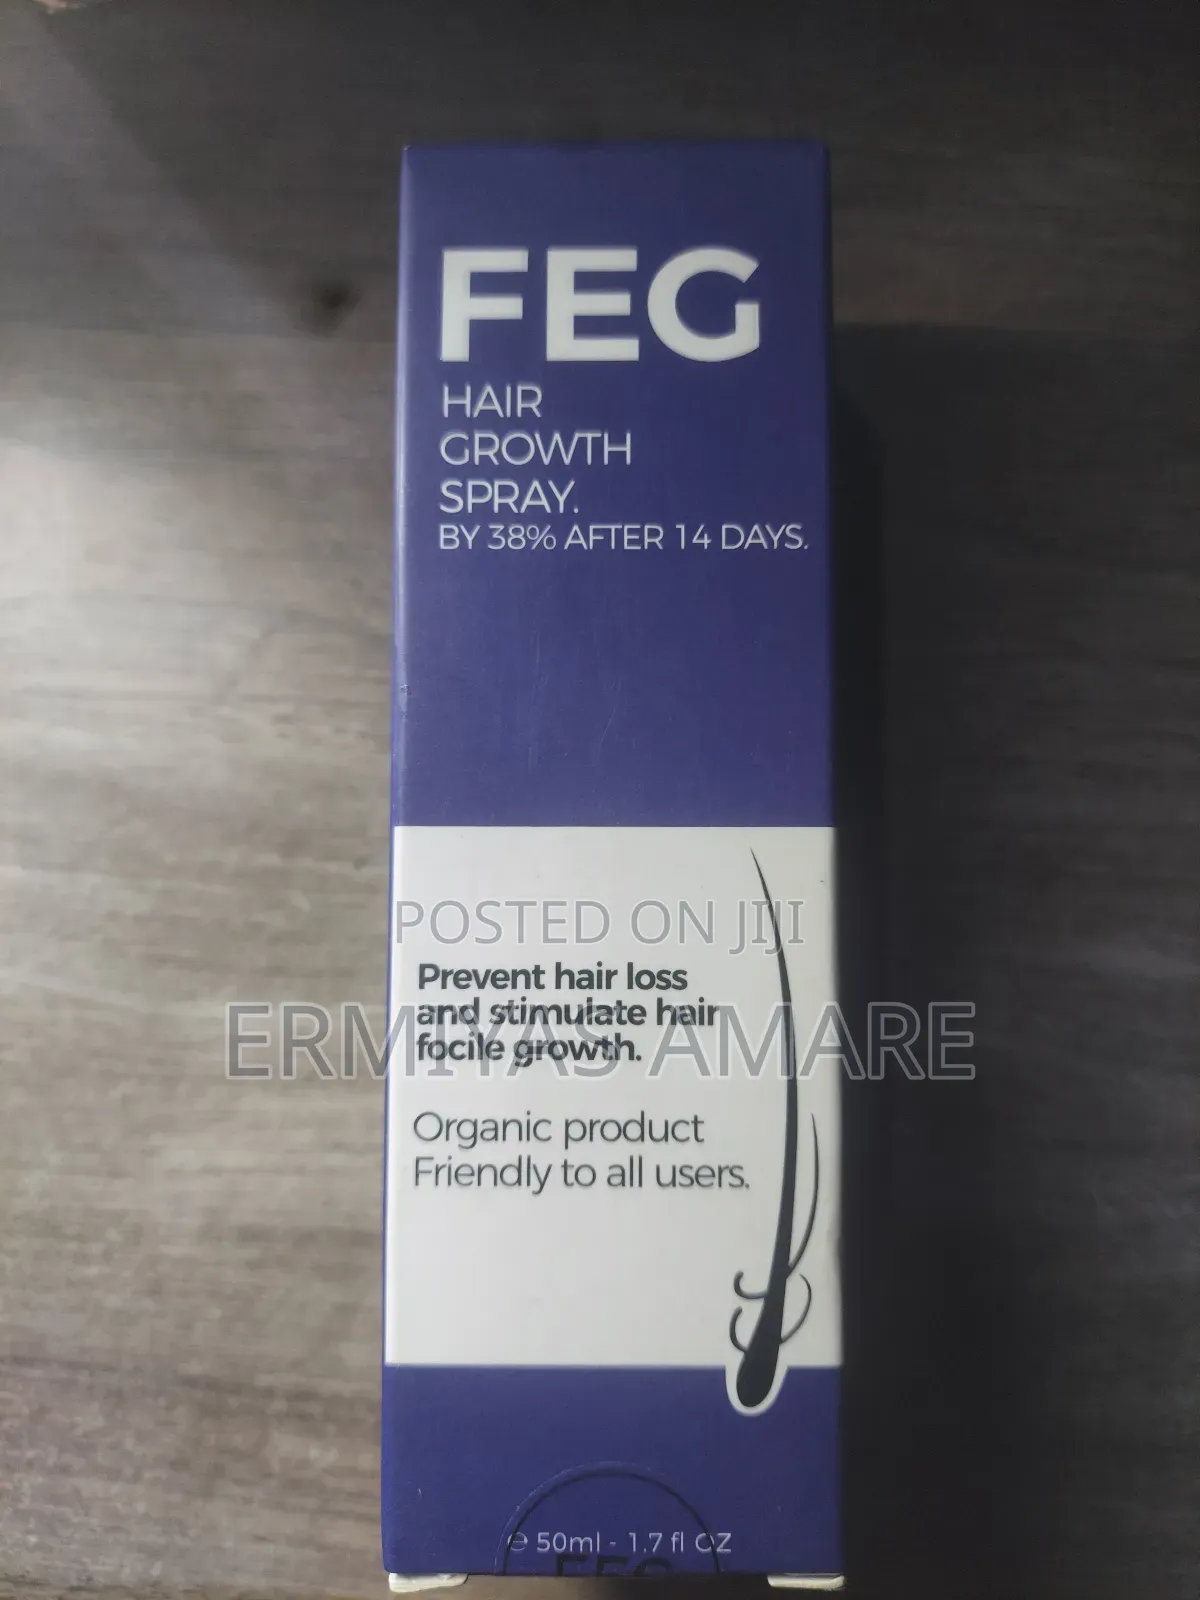 FEG
HAIR
GROWTH
SPRAY.
BY 38% AFTER 14 DAYS.
POSTED ON JIJI
Prevent hair loss
and stimulate hair
focile growth.
ERMIYAS AMARE
Organic product
Friendly to all users.
℮ 50ml - 1.7 fl OZ
FEG